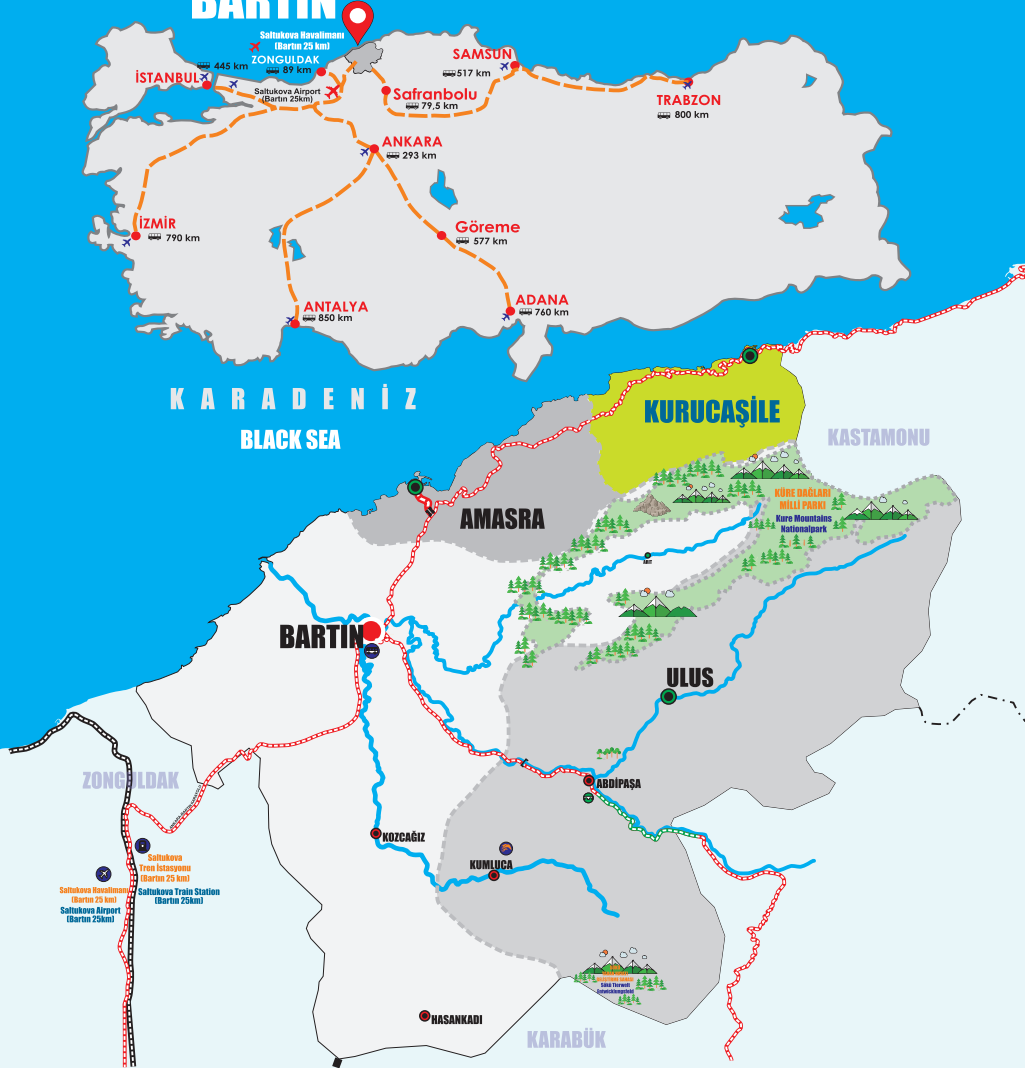 BARTIN
Saltukova Havalimanı
(Bartın 25 km)
ZONGULDAK
89 km
445 km
İSTANBUL
Saltukova Airport
(Bartın 25km)
SAMSUN
517 km
Safranbolu
79,5 km
TRABZON
800 km
ANKARA
293 km
İZMİR
790 km
Göreme
577 km
ANTALYA
850 km
ADANA
760 km
KARADENİZ
BLACK SEA
KURUCAŞİLE
KASTAMONU
AMASRA
KÜRE DAĞLARI
MİLLİ PARKI
Kure Mountains
Nationalpark
BARTIN
ULUS
ZONGULDAK
ABDİPAŞA
KOZCAĞIZ
KUMLUCA
Saltukova
Tren İstasyonu
(Bartın 25 km)
Saltukova Train Station
(Bartın 25km)
Saltukova Havalimanı
(Bartın 25 km)
Saltukova Airport
(Bartın 25km)
Sökü Tierwelt
Entwicklungsfeld
HASANKADI
KARABÜK